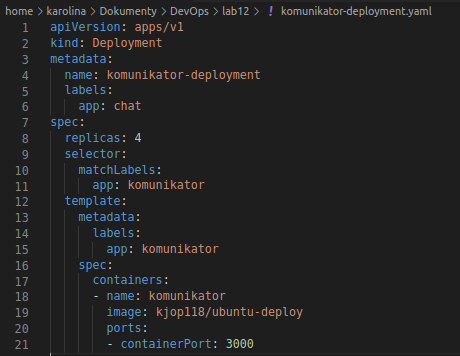 home > karolina > Dokumenty > DevOps > lab12 > ! komunikator-deployment.yaml
1 apiVersion: apps/v1
2 kind: Deployment
3 metadata:
4   name: komunikator-deployment
5   labels:
6     app: chat
7 spec:
8   replicas: 4
9   selector:
10     matchLabels:
11       app: komunikator
12   template:
13     metadata:
14       labels:
15         app: komunikator
16     spec:
17       containers:
18       - name: komunikator
19         image: kjop118/ubuntu-deploy
20         ports:
21         - containerPort: 3000